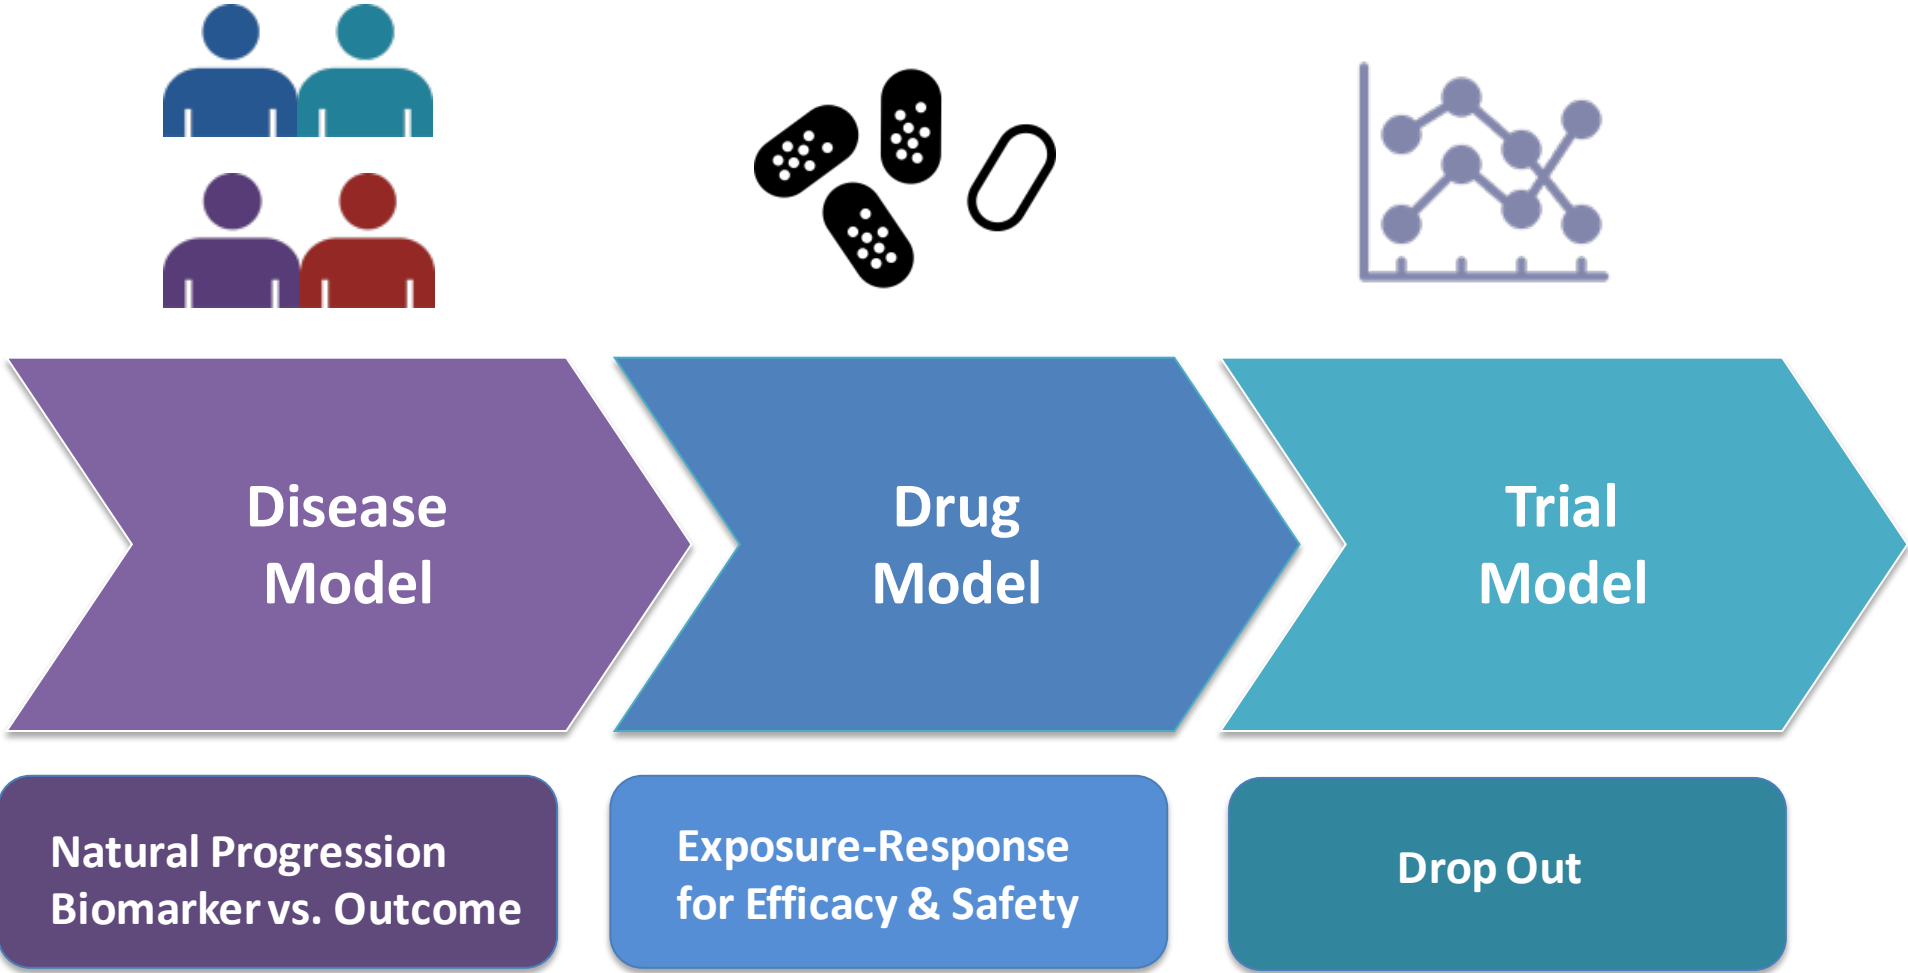 Disease
Model
Drug
Model
Trial
Model
Natural Progression
Biomarker vs. Outcome
Exposure-Response
for Efficacy & Safety
Drop Out